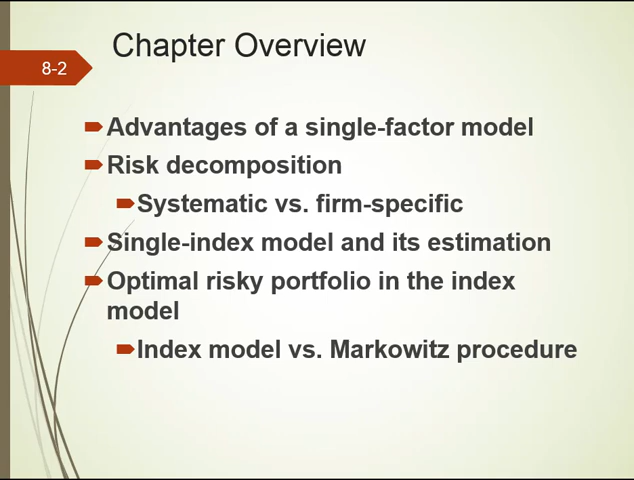 Chapter Overview
8-2
Advantages of a single-factor model
Risk decomposition
Systematic vs. firm-specific
Single-index model and its estimation
Optimal risky portfolio in the index
model
Index model vs. Markowitz procedure